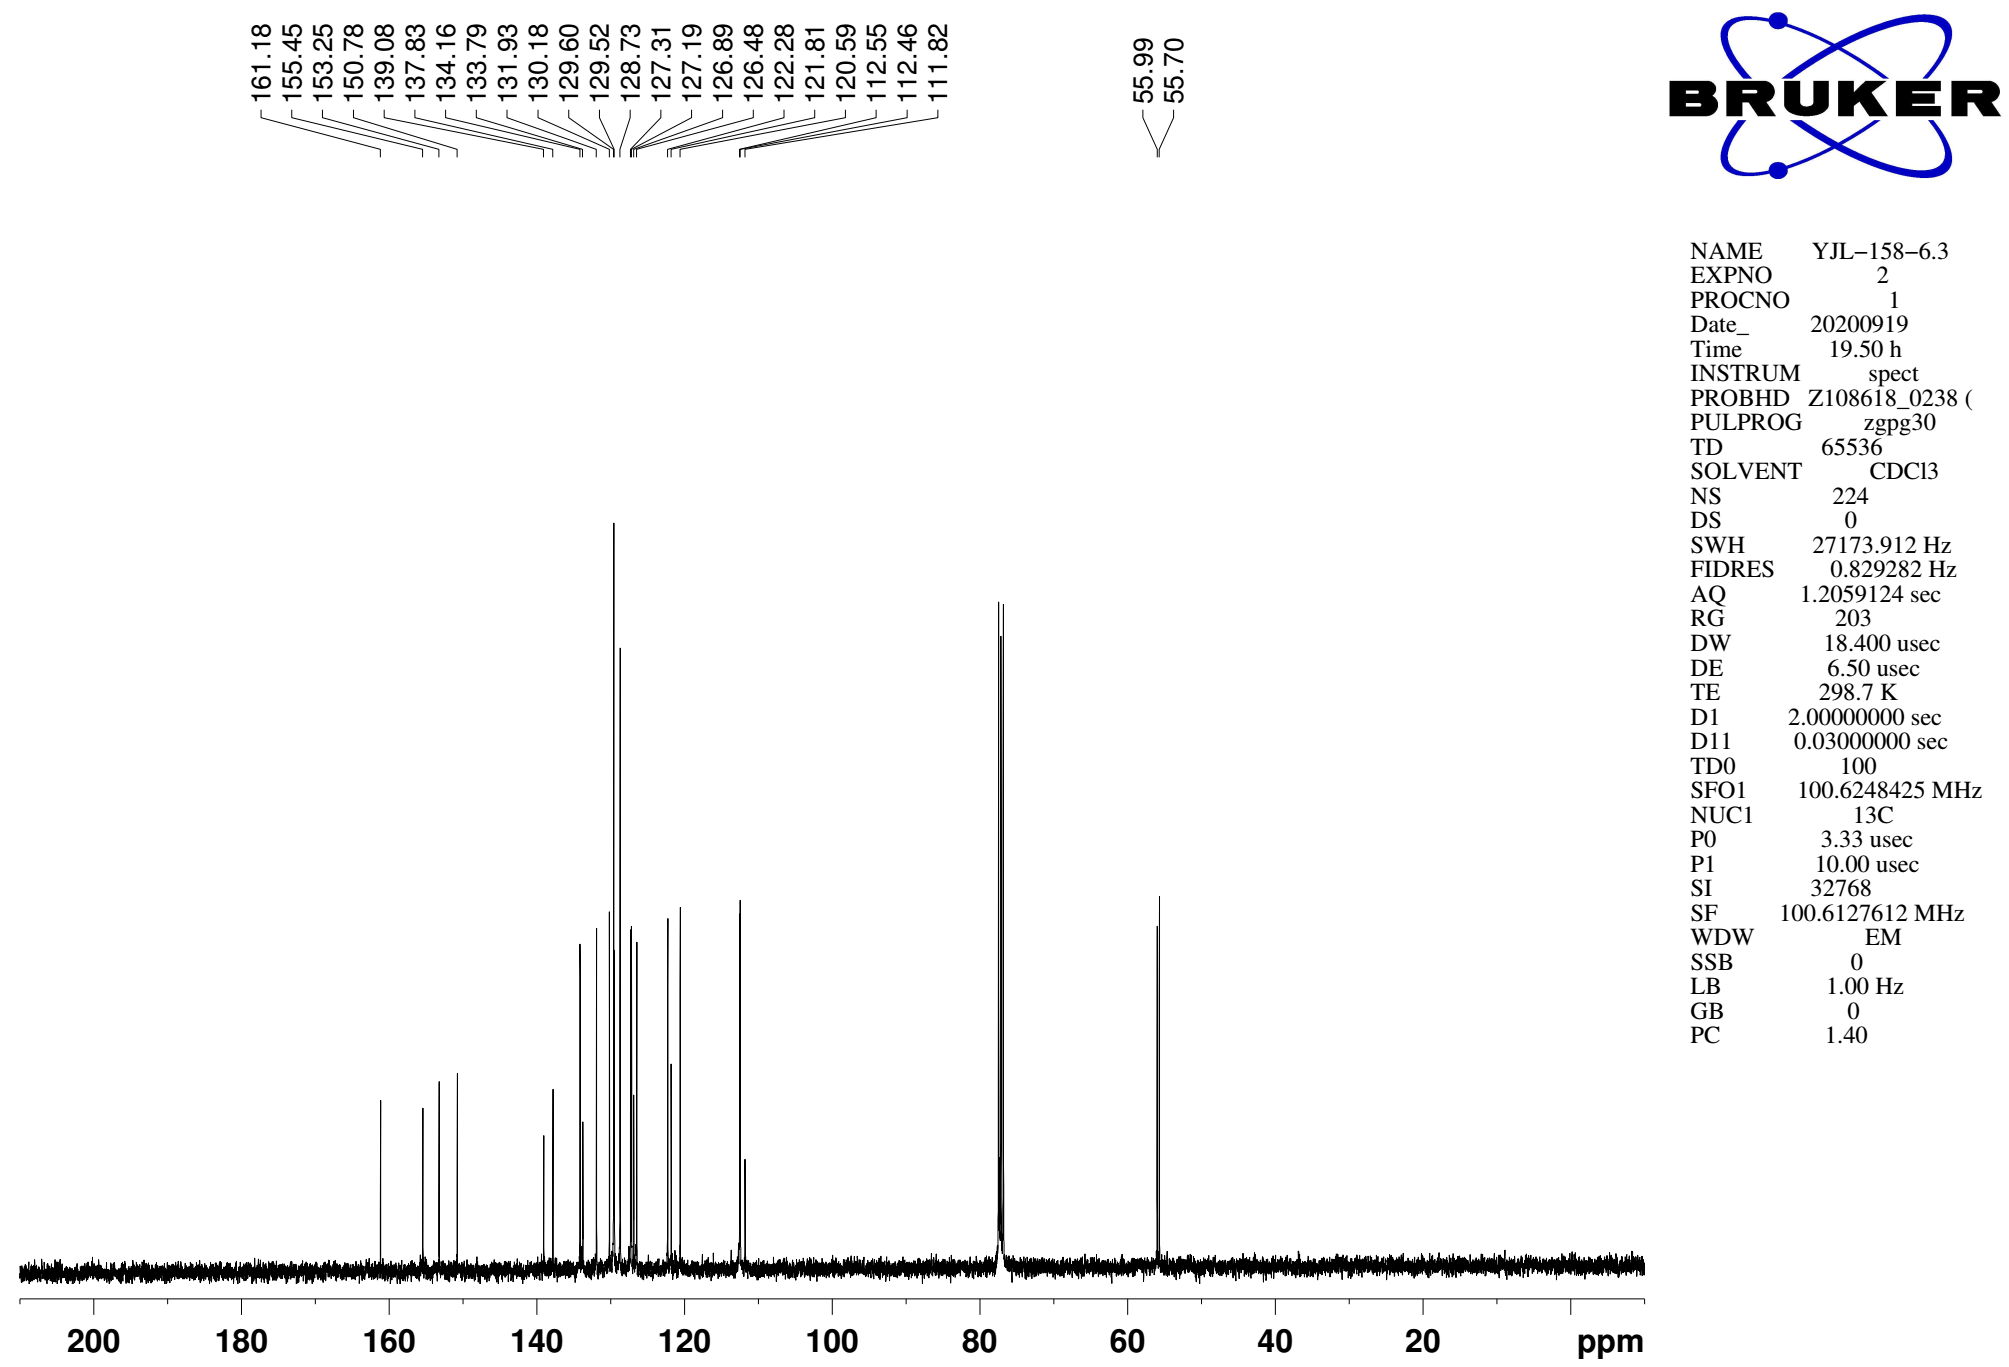 161.18
155.45
153.25
150.78
139.08
137.83
134.16
133.79
131.93
130.18
129.60
129.52
128.73
127.31
127.19
126.89
126.48
122.28
121.81
120.59
112.55
112.46
111.82
55.99
55.70
BRUKER
NAME YJL−158−6.3
EXPNO 2
PROCNO 1
Date_ 20200919
Time 19.50 h
INSTRUM spect
PROBHD Z108618_0238 (
PULPROG zgpg30
TD 65536
SOLVENT CDCl3
NS 224
DS 0
SWH 27173.912 Hz
FIDRES 0.829282 Hz
AQ 1.2059124 sec
RG 203
DW 18.400 usec
DE 6.50 usec
TE 298.7 K
D1 2.00000000 sec
D11 0.03000000 sec
TD0 100
SFO1 100.6248425 MHz
NUC1 13C
P0 3.33 usec
P1 10.00 usec
SI 32768
SF 100.6127612 MHz
WDW EM
SSB 0
LB 1.00 Hz
GB 0
PC 1.40
200 180 160 140 120 100 80 60 40 20 ppm